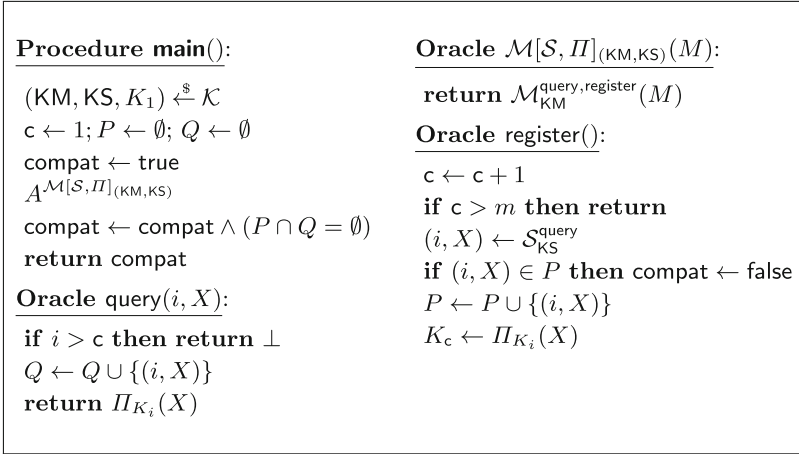 Procedure main():
(KM, KS, K₁) ←$ 𝒦
c ← 1; P ← ∅; Q ← ∅
compat ← true
A^{ℳ[𝒮,Π]_(KM,KS)}
compat ← compat ∧ (P ∩ Q = ∅)
return compat
Oracle query(i, X):
if i > c then return ⊥
Q ← Q ∪ {(i, X)}
return Π_{K_i}(X)
Oracle ℳ[𝒮, Π]_(KM,KS)(M):
return ℳ_KM^{query,register}(M)
Oracle register():
c ← c + 1
if c > m then return
(i, X) ← 𝒮_KS^{query}
if (i, X) ∈ P then compat ← false
P ← P ∪ {(i, X)}
K_c ← Π_{K_i}(X)